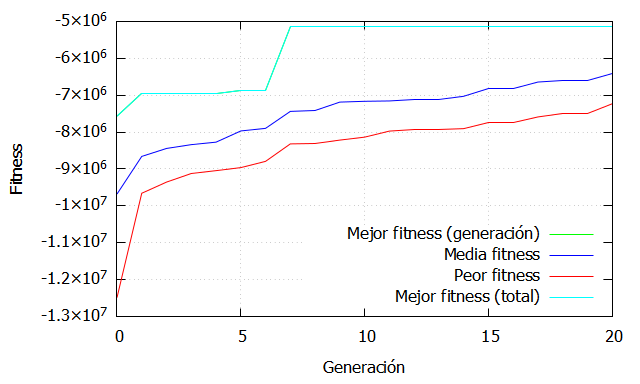 -5×10⁶
-6×10⁶
-7×10⁶
-8×10⁶
-9×10⁶
-1×10⁷
-1.1×10⁷
-1.2×10⁷
-1.3×10⁷
Fitness
Mejor fitness (generación)
Media fitness
Peor fitness
Mejor fitness (total)
0 5 10 15 20
Generación